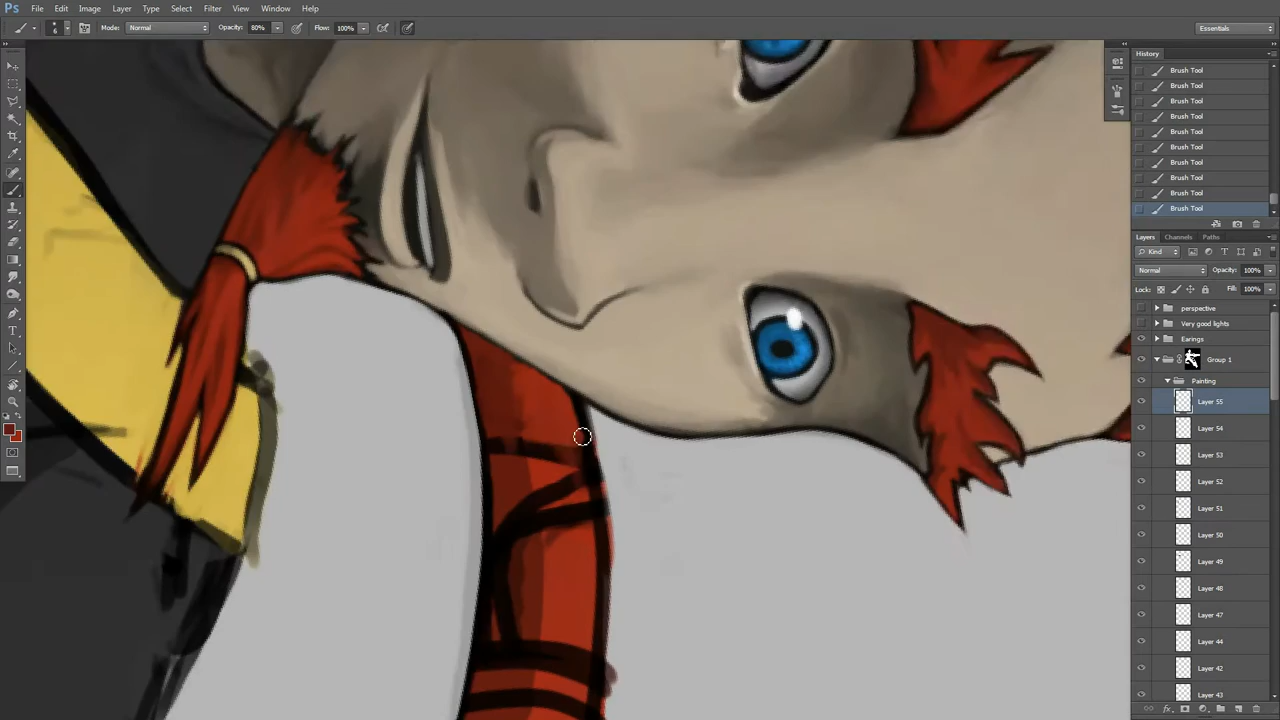 Ps File Edit Image Layer Type Select Filter View Window Help
6 Mode: Normal Opacity: 80% Flow: 100% Essentials
History
Brush Tool
Brush Tool
Brush Tool
Brush Tool
Brush Tool
Brush Tool
Brush Tool
Brush Tool
Brush Tool
Brush Tool
Layers Channels Paths
Kind
Normal Opacity: 100%
Lock: Fill: 100%
perspective
Very good lights
Earings
Group 1
Painting
Layer 55
Layer 54
Layer 53
Layer 52
Layer 51
Layer 50
Layer 49
Layer 48
Layer 47
Layer 44
Layer 42
Layer 43
fx